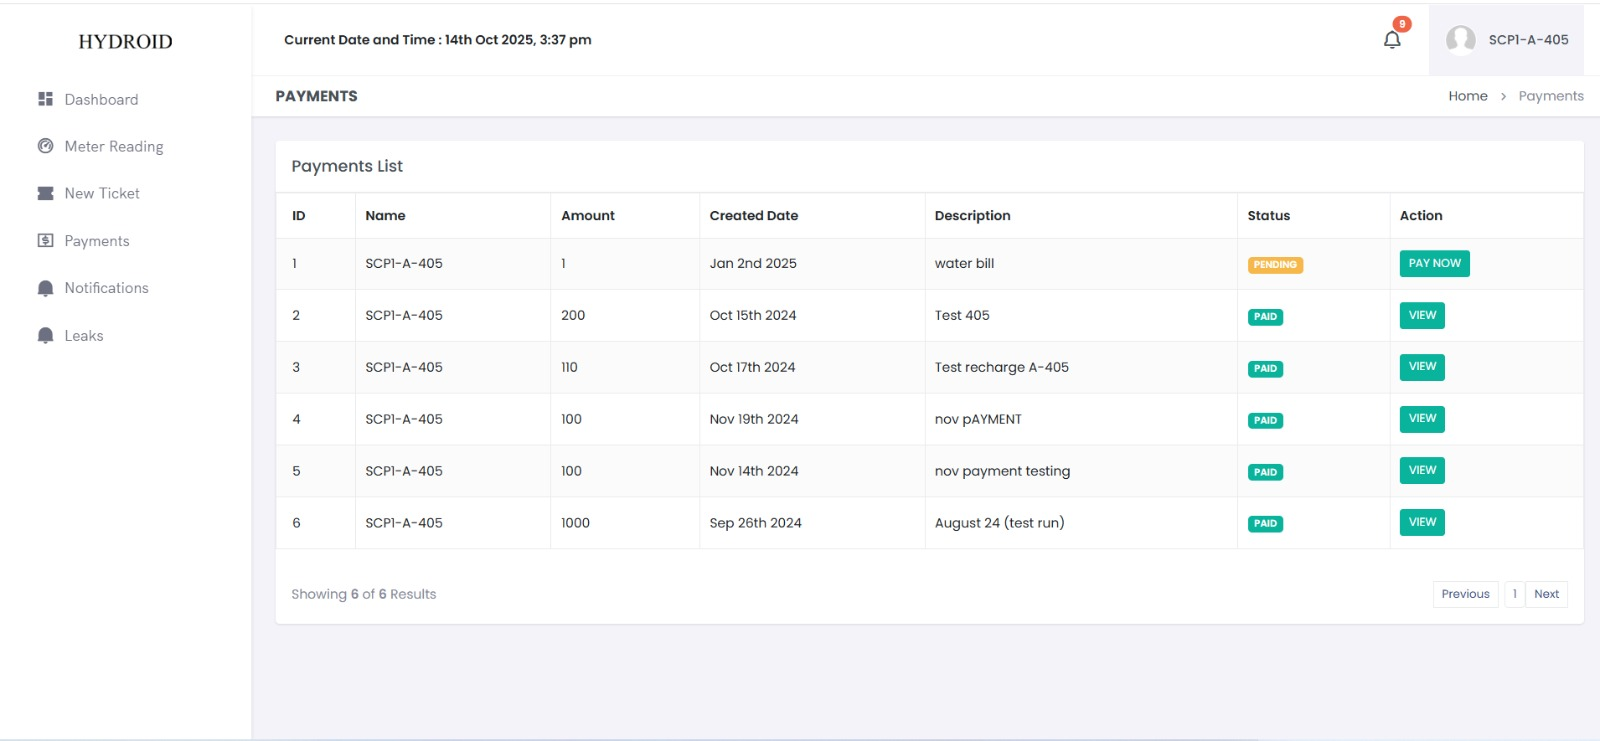 HYDROID
Current Date and Time : 14th Oct 2025, 3:37 pm
9
SCP1-A-405
Dashboard
Meter Reading
New Ticket
Payments
Notifications
Leaks
PAYMENTS
Home > Payments
Payments List
ID Name Amount Created Date Description Status Action
1 SCP1-A-405 1 Jan 2nd 2025 water bill PENDING PAY NOW
2 SCP1-A-405 200 Oct 15th 2024 Test 405 PAID VIEW
3 SCP1-A-405 110 Oct 17th 2024 Test recharge A-405 PAID VIEW
4 SCP1-A-405 100 Nov 19th 2024 nov pAYMENT PAID VIEW
5 SCP1-A-405 100 Nov 14th 2024 nov payment testing PAID VIEW
6 SCP1-A-405 1000 Sep 26th 2024 August 24 (test run) PAID VIEW
Showing 6 of 6 Results
Previous 1 Next